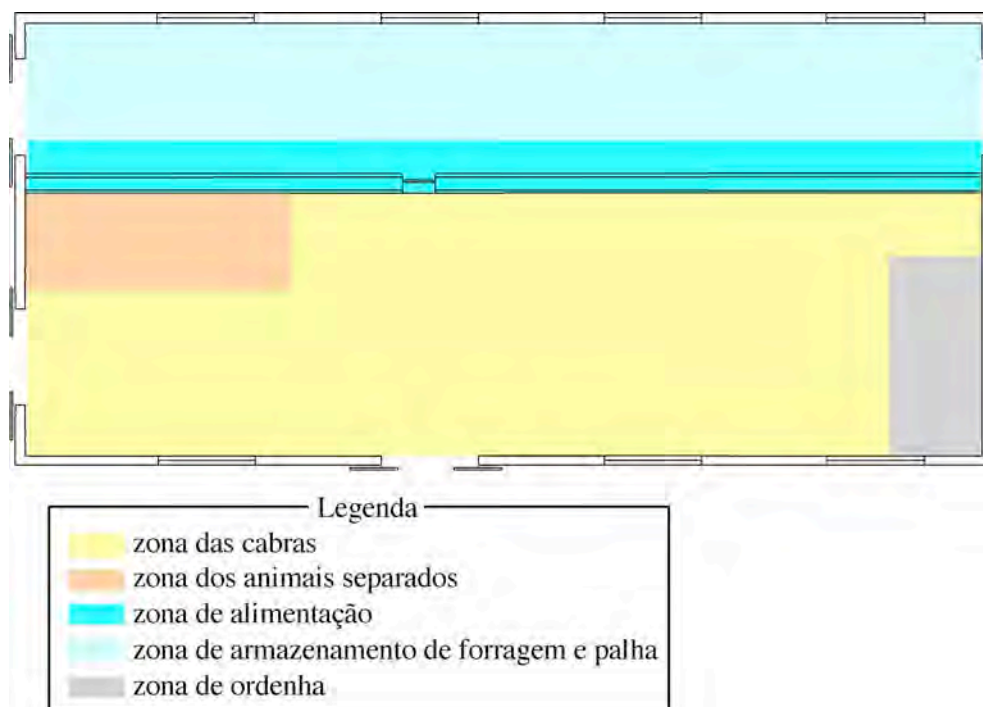 Legenda
zona das cabras
zona dos animais separados
zona de alimentação
zona de armazenamento de forragem e palha
zona de ordenha